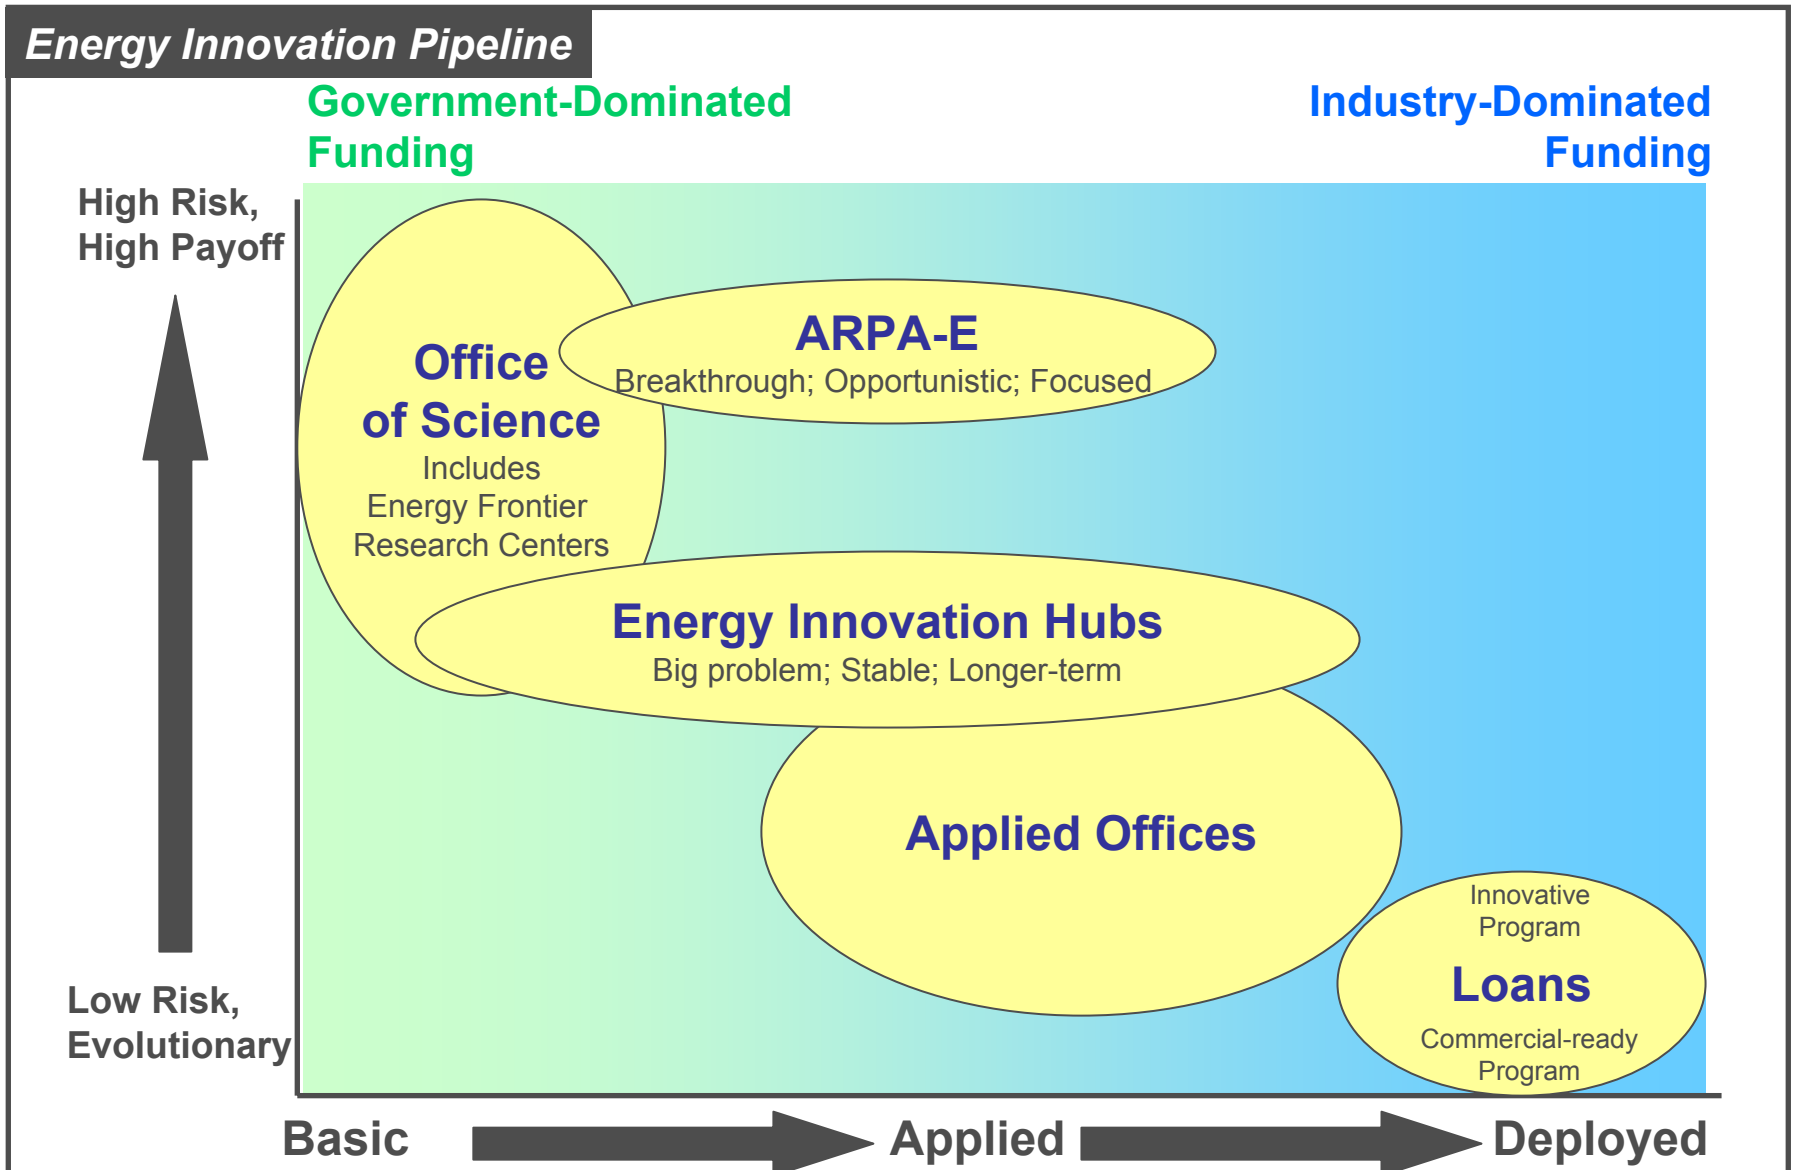 Energy Innovation Pipeline
Government-Dominated
Funding
Industry-Dominated
Funding
High Risk,
High Payoff
Office
of Science
Includes
Energy Frontier
Research Centers
ARPA-E
Breakthrough; Opportunistic; Focused
Energy Innovation Hubs
Big problem; Stable; Longer-term
Applied Offices
Innovative
Program
Loans
Commercial-ready
Program
Low Risk,
Evolutionary
Basic
Applied
Deployed